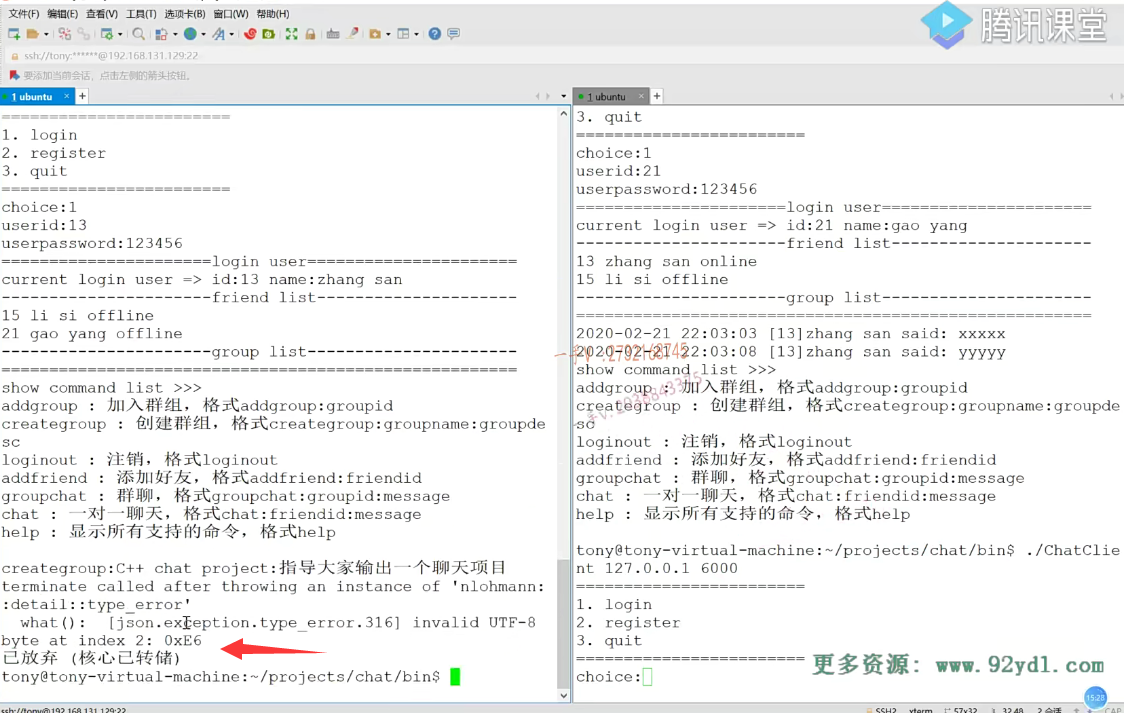 文件(F) 编辑(E) 查看(V) 工具(T) 选项卡(B) 窗口(W) 帮助(H)
腾讯课堂
ssh://tony:******@192.168.131.129:22
要添加当前会话，点击左侧的箭头按钮。
1 ubuntu
=========================
1. login
2. register
3. quit
=========================
choice:1
userid:13
userpassword:123456
======================login user======================
current login user => id:13 name:zhang san
----------------------friend list---------------------
15 li si offline
21 gao yang offline
----------------------group list----------------------
======================================================
show command list >>>
addgroup : 加入群组，格式addgroup:groupid
creategroup : 创建群组，格式creategroup:groupname:groupde
sc
loginout : 注销，格式loginout
addfriend : 添加好友，格式addfriend:friendid
groupchat : 群聊，格式groupchat:groupid:message
chat : 一对一聊天，格式chat:friendid:message
help : 显示所有支持的命令，格式help
creategroup:C++ chat project:指导大家输出一个聊天项目
terminate called after throwing an instance of 'nlohmann:
:detail::type_error'
what(): [json.exception.type_error.316] invalid UTF-8
byte at index 2: 0xE6
已放弃 (核心已转储)
tony@tony-virtual-machine:~/projects/chat/bin$
1 ubuntu
3. quit
========================
choice:1
userid:21
userpassword:123456
======================login user======================
current login user => id:21 name:gao yang
----------------------friend list---------------------
13 zhang san online
15 li si offline
----------------------group list----------------------
======================================================
2020-02-21 22:03:03 [13]zhang san said: xxxxx
2020-02-21 22:03:08 [13]zhang san said: yyyyy
show command list >>>
addgroup : 加入群组，格式addgroup:groupid
creategroup : 创建群组，格式creategroup:groupname:groupde
sc
loginout : 注销，格式loginout
addfriend : 添加好友，格式addfriend:friendid
groupchat : 群聊，格式groupchat:groupid:message
chat : 一对一聊天，格式chat:friendid:message
help : 显示所有支持的命令，格式help
tony@tony-virtual-machine:~/projects/chat/bin$ ./ChatClie
nt 127.0.0.1 6000
========================
1. login
2. register
3. quit
========================
choice:
更多资源: www.92ydl.com
15:28
ssh://tony@192.168.131.129:22
SSH2 xterm 57x32 32,48 2 会话 CAP